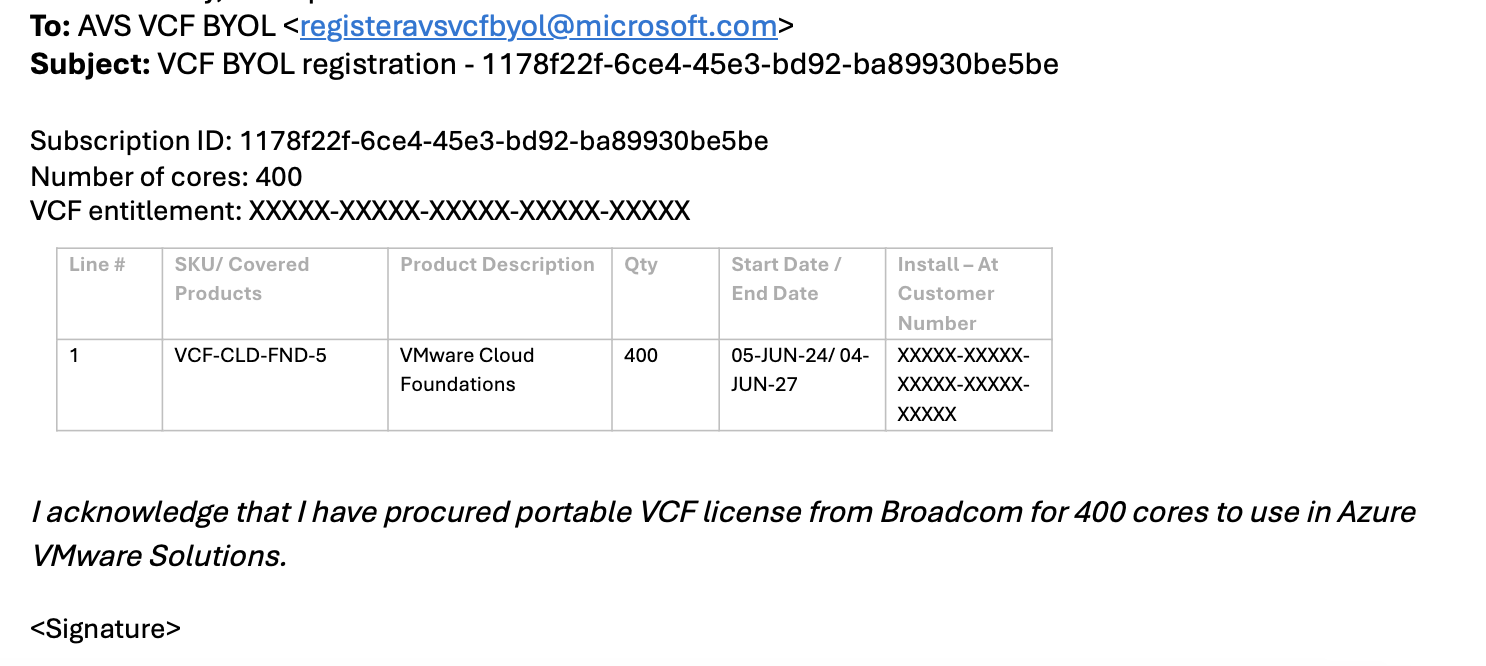 To: AVS VCF BYOL <registeravsvcfbyol@microsoft.com>
Subject: VCF BYOL registration - 1178f22f-6ce4-45e3-bd92-ba89930be5be
Subscription ID: 1178f22f-6ce4-45e3-bd92-ba89930be5be
Number of cores: 400
VCF entitlement: XXXXX-XXXXX-XXXXX-XXXXX-XXXXX
Line # SKU/ Covered Products Product Description Qty Start Date / End Date Install – At Customer Number
1 VCF-CLD-FND-5 VMware Cloud Foundations 400 05-JUN-24/ 04-JUN-27 XXXXX-XXXXX-XXXXX-XXXXX-XXXXX
I acknowledge that I have procured portable VCF license from Broadcom for 400 cores to use in Azure
VMware Solutions.
<Signature>